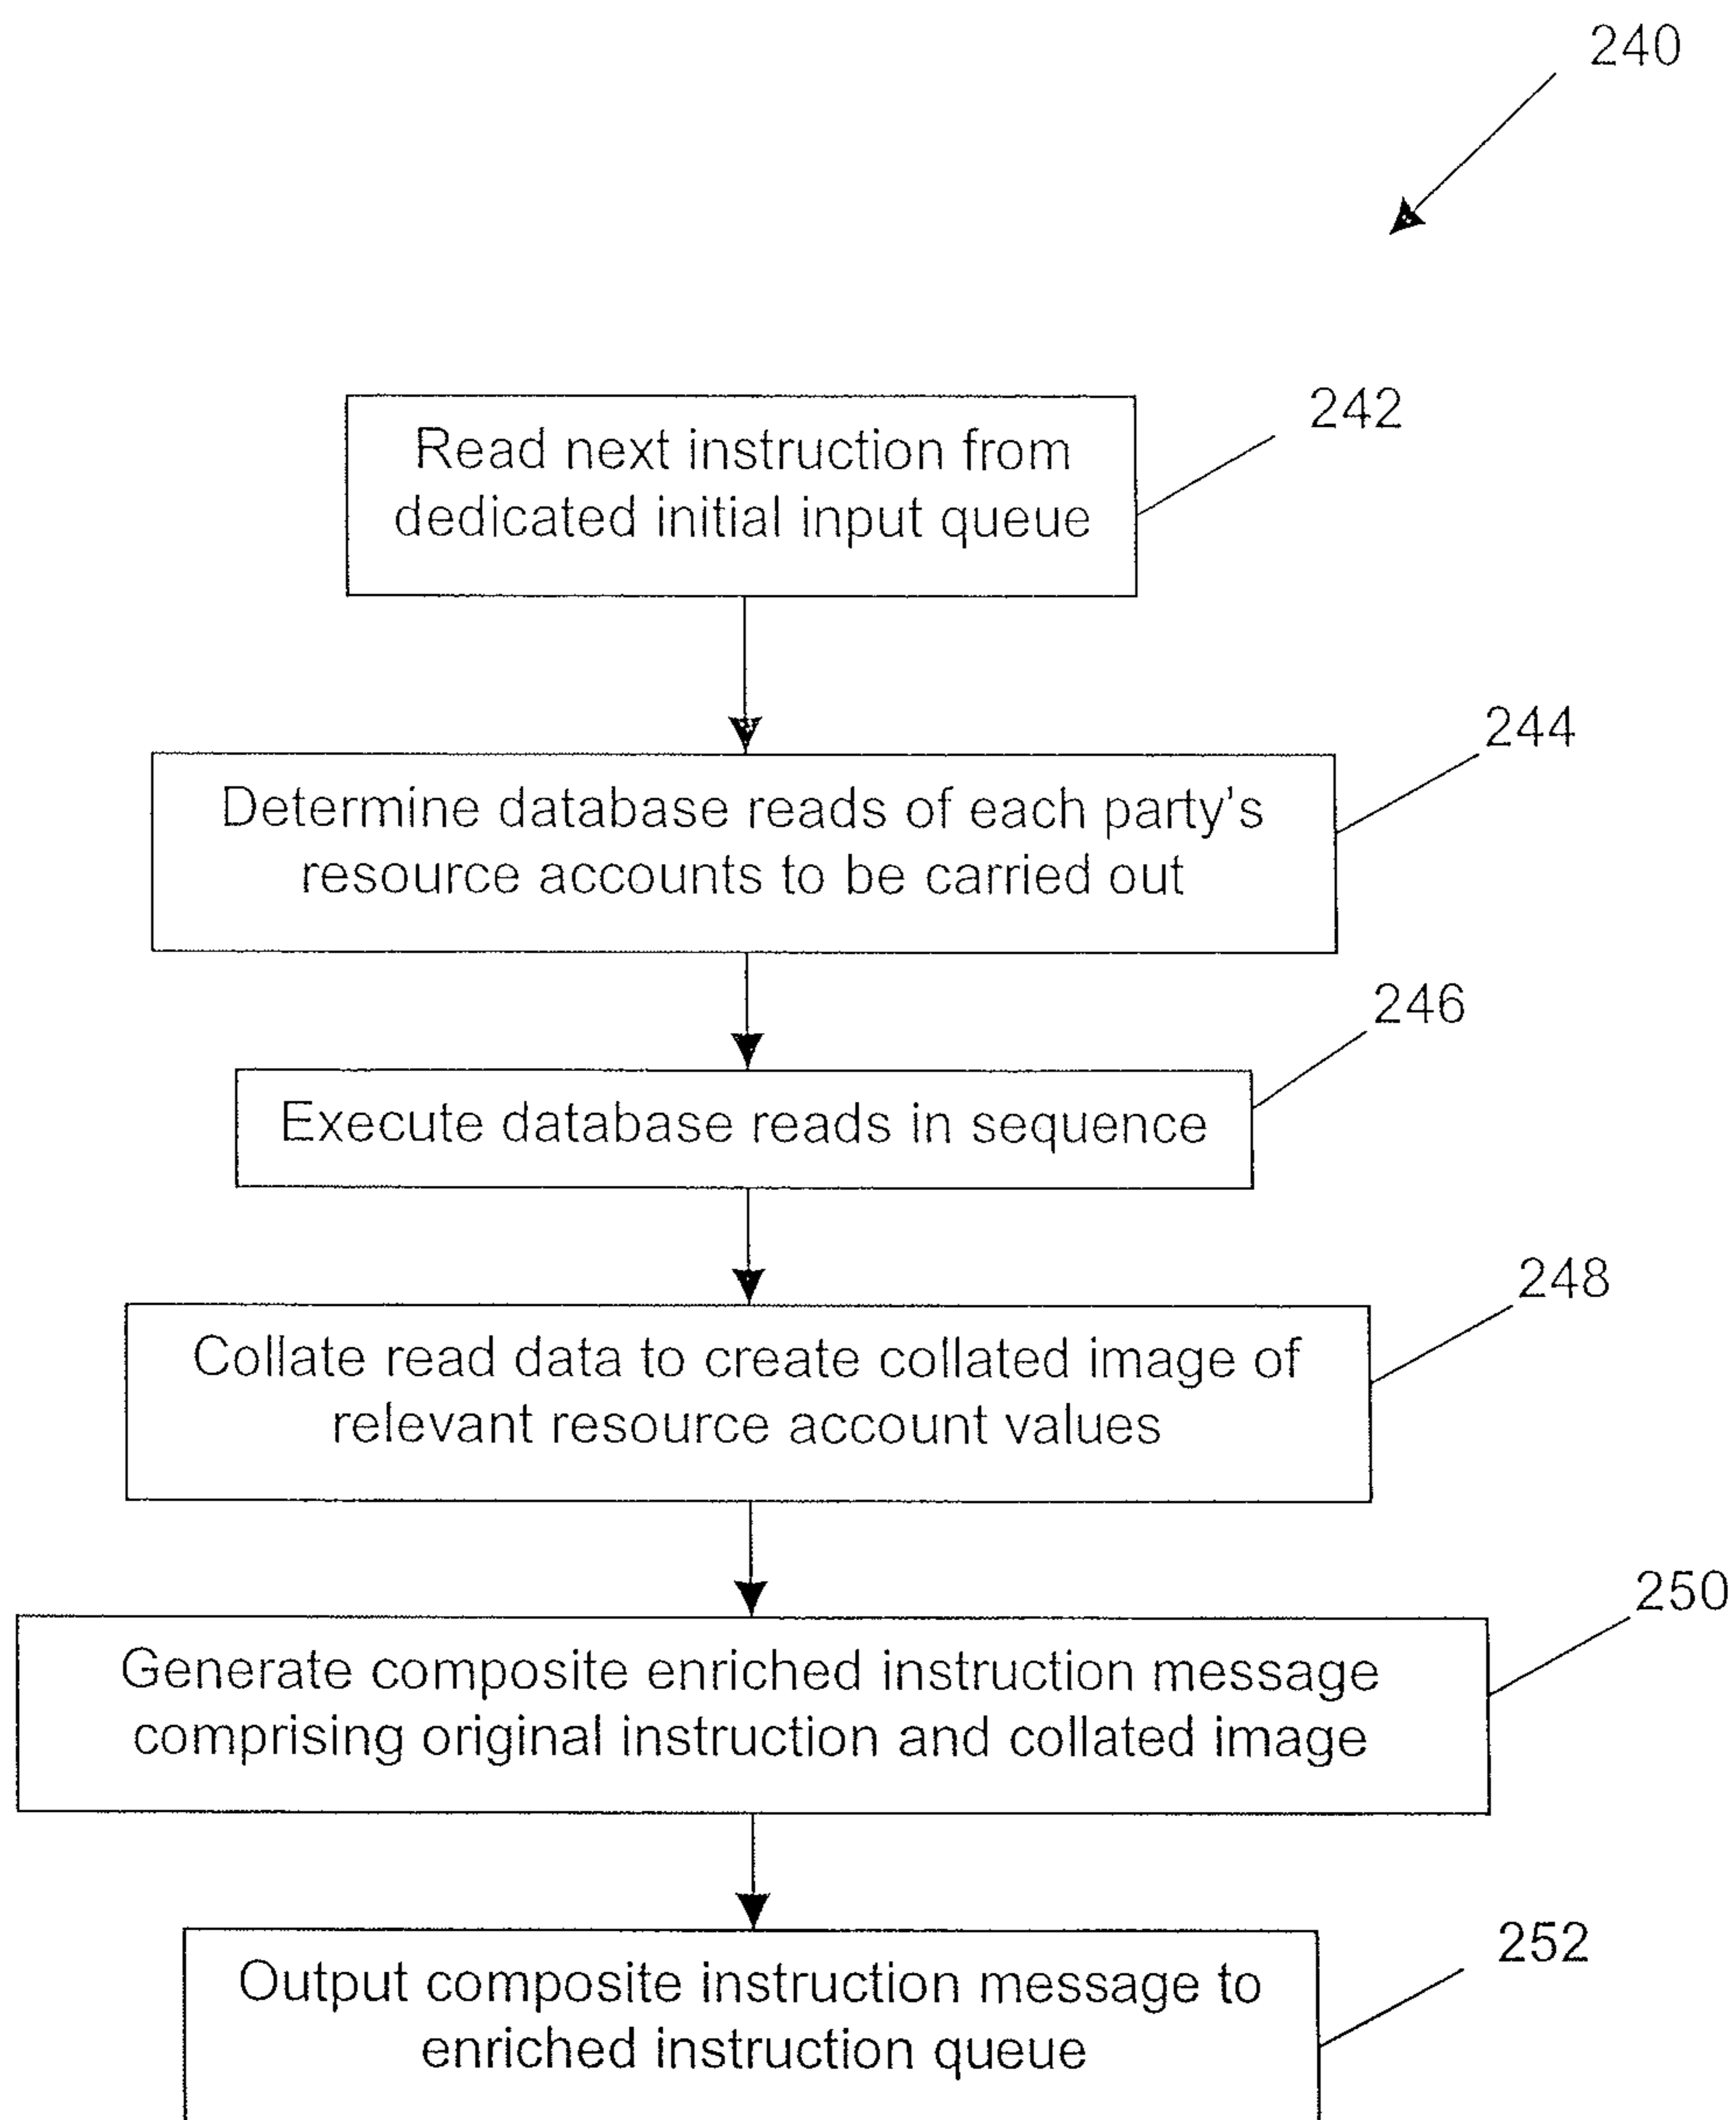 240
242
Read next instruction from
dedicated initial input queue
244
Determine database reads of each party's
resource accounts to be carried out
246
Execute database reads in sequence
248
Collate read data to create collated image of
relevant resource account values
250
Generate composite enriched instruction message
comprising original instruction and collated image
252
Output composite instruction message to
enriched instruction queue